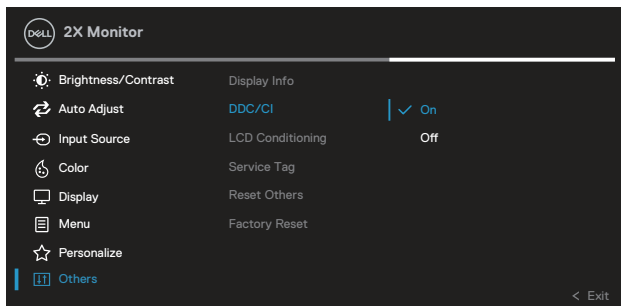 DELL 2X Monitor
Brightness/Contrast Display Info
Auto Adjust DDC/CI On
Input Source LCD Conditioning Off
Color Service Tag
Display Reset Others
Menu Factory Reset
Personalize
Others
< Exit